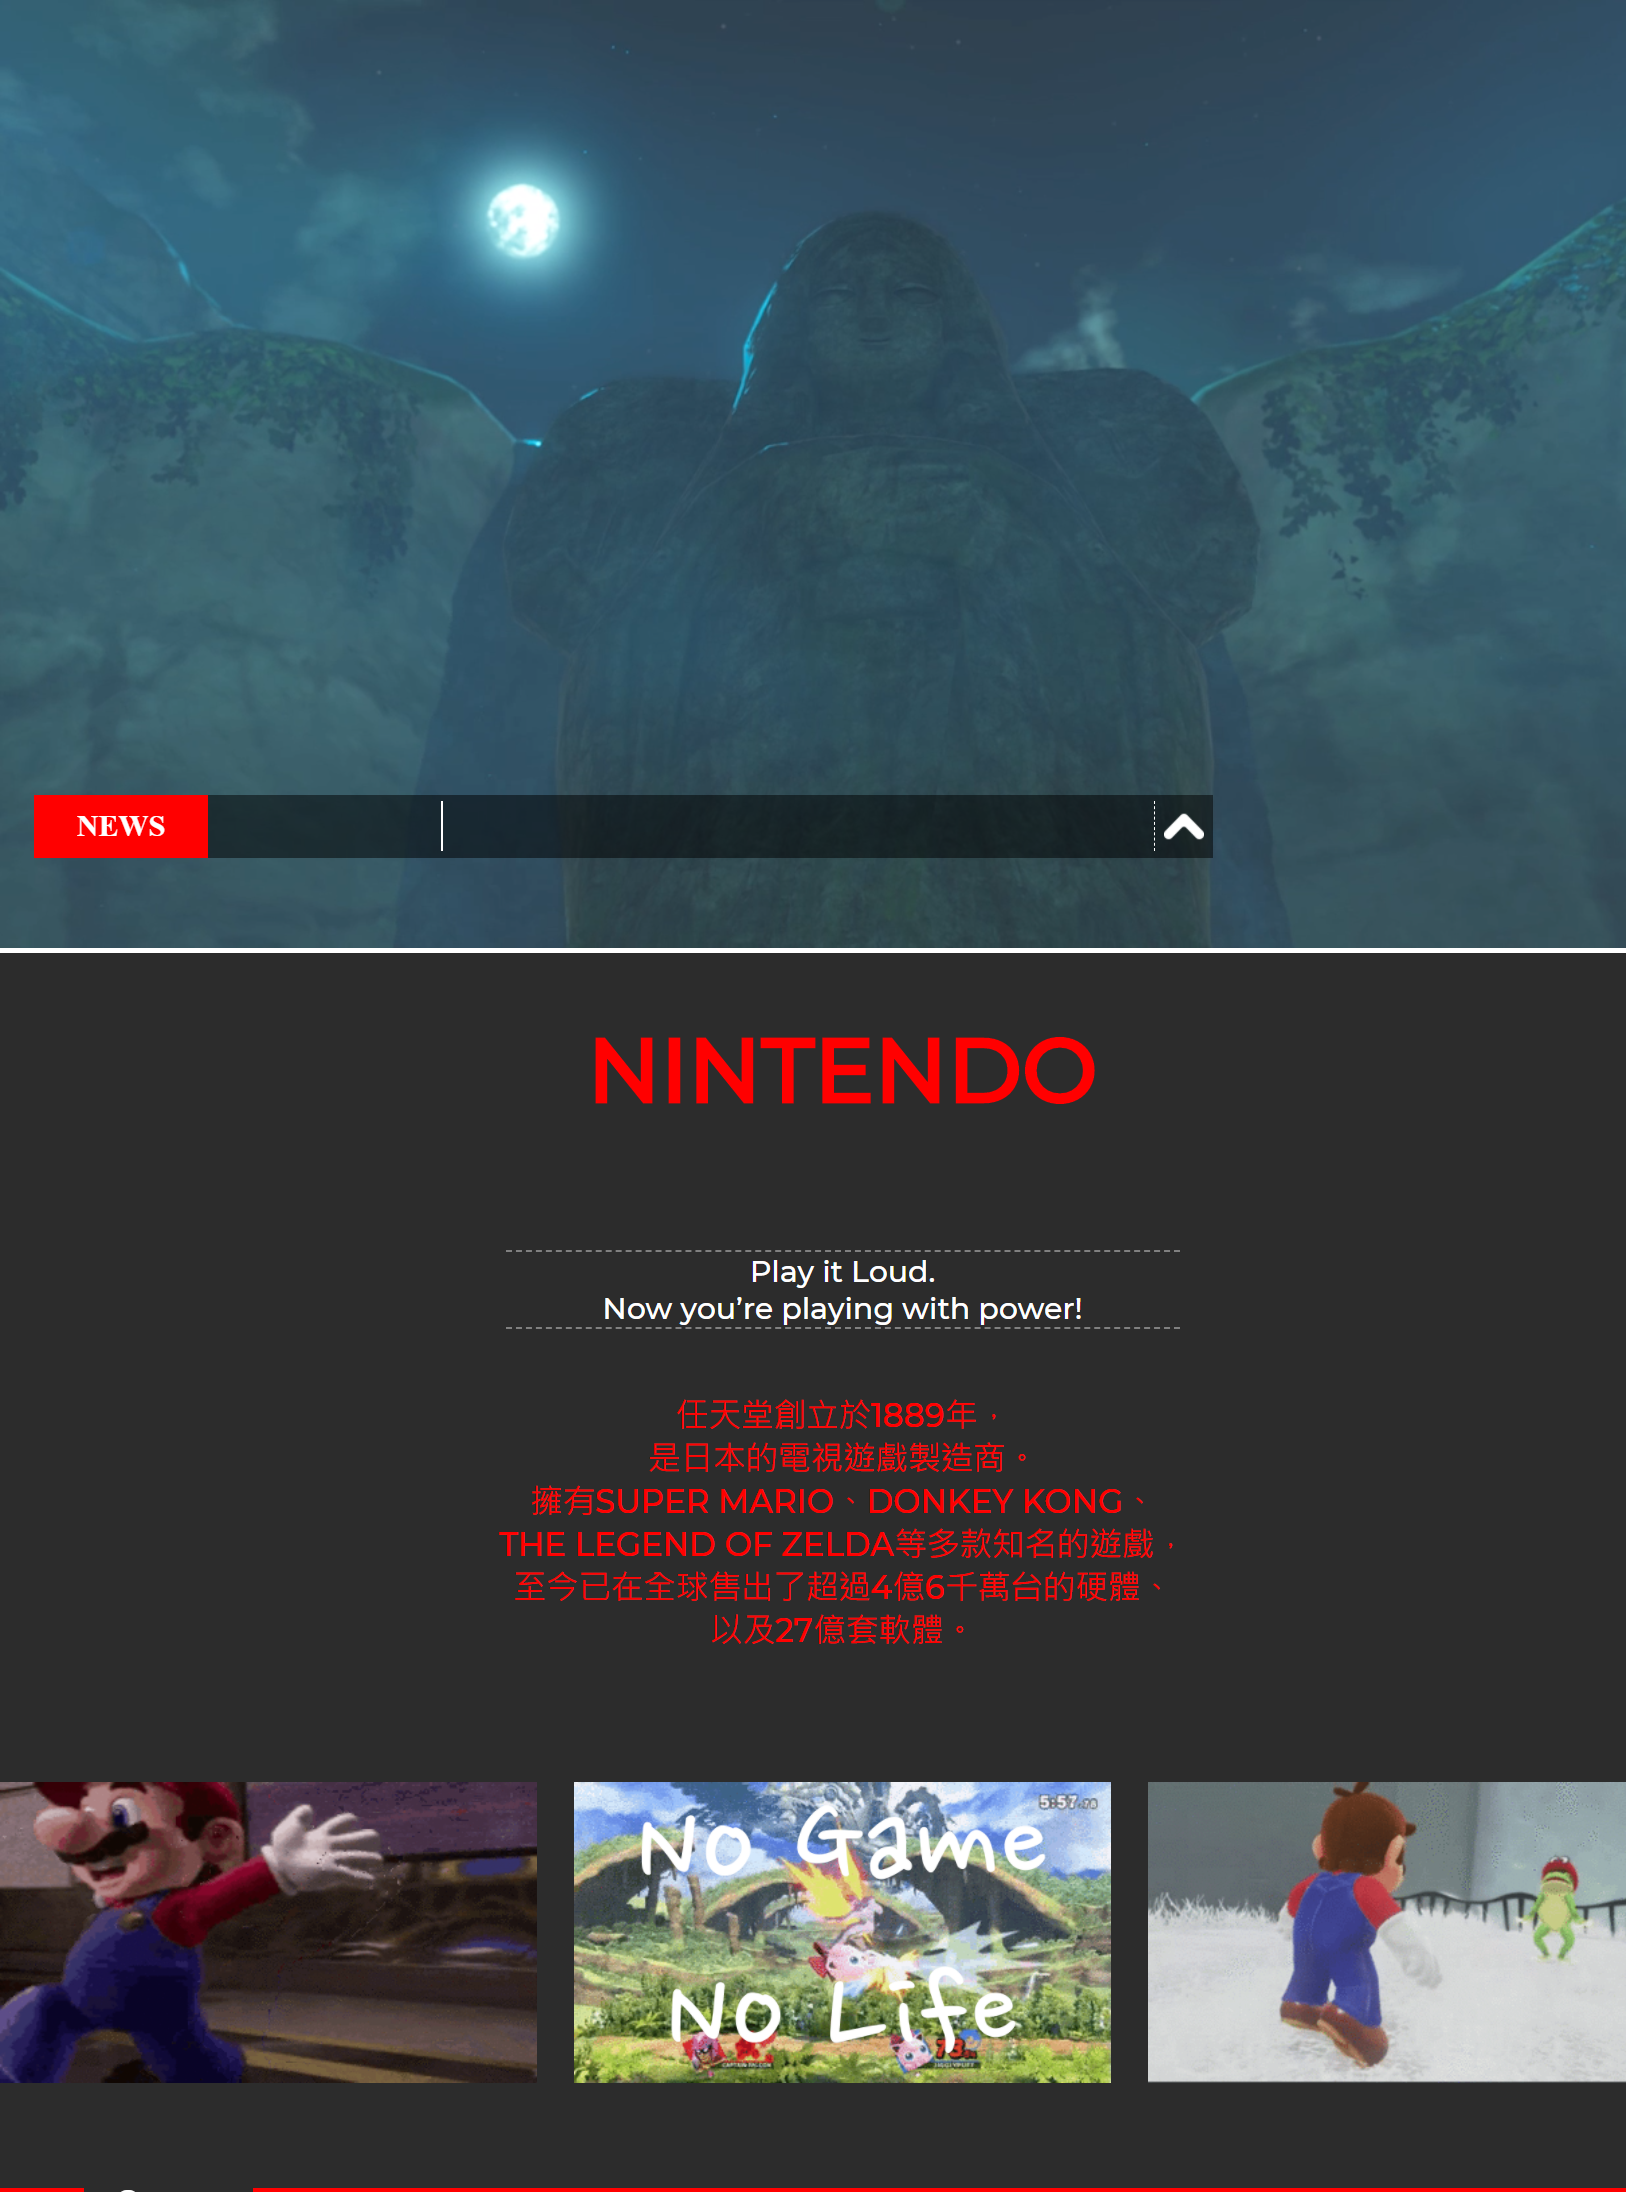 NEWS
NINTENDO
Play it Loud.
Now you’re playing with power!
任天堂創立於1889年，
是日本的電視遊戲製造商。
擁有SUPER MARIO、DONKEY KONG、
THE LEGEND OF ZELDA等多款知名的遊戲，
至今已在全球售出了超過4億6千萬台的硬體、
以及27億套軟體。
5:57.78
No Game
No Life
CAPTAIN FALCON
JIGGLYPUFF